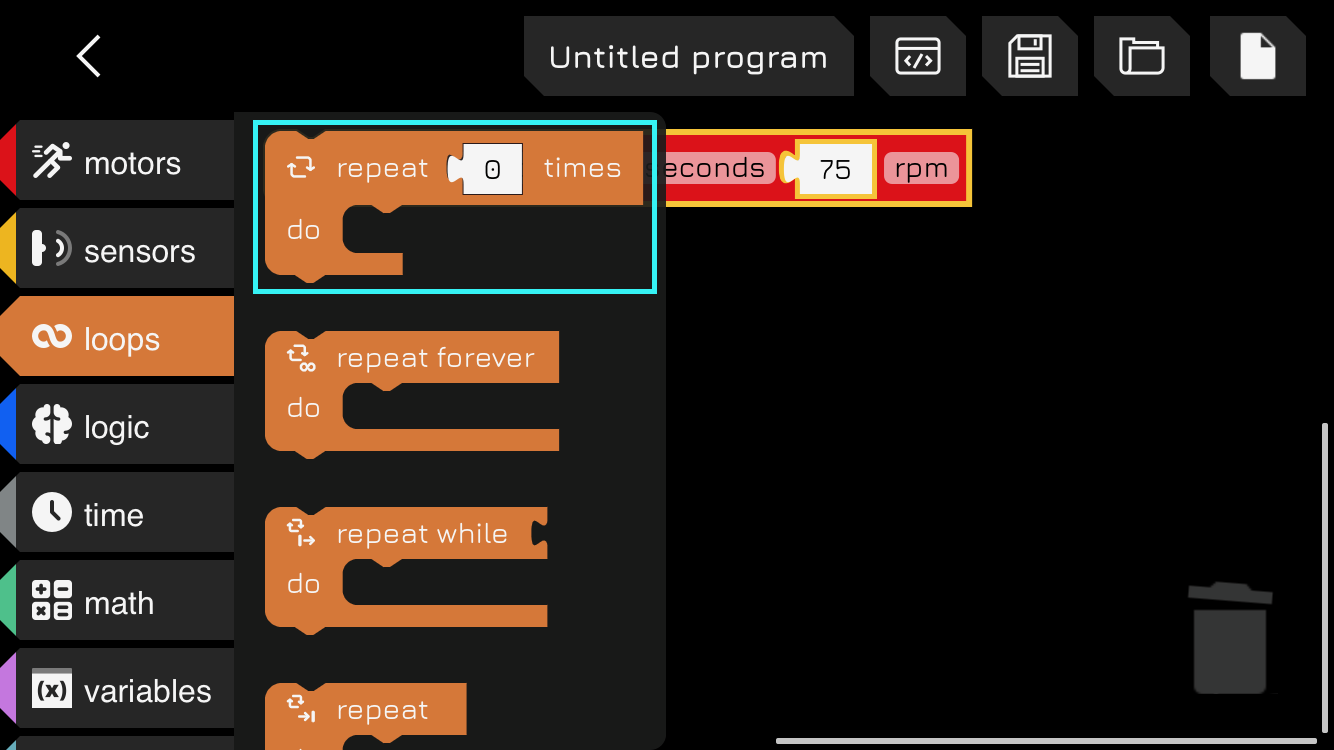 Untitled program
motors
sensors
loops
logic
time
math
variables
repeat 0 times
do
repeat forever
do
repeat while
do
repeat
seconds 75 rpm